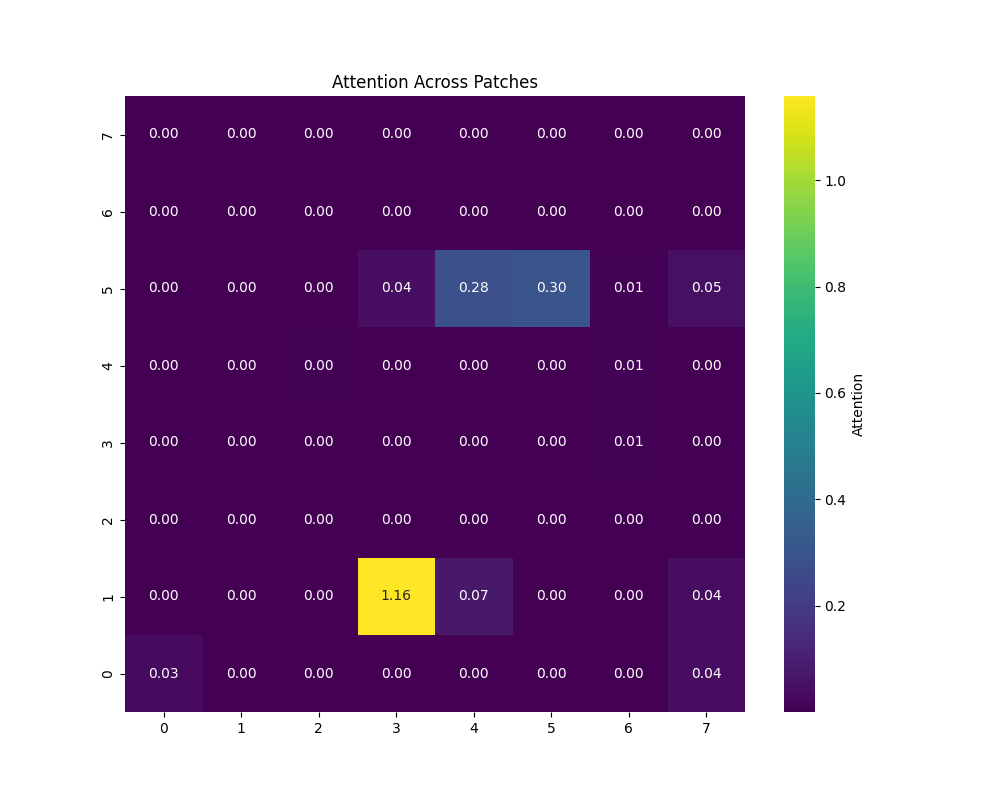 Attention Across Patches
7 0.00 0.00 0.00 0.00 0.00 0.00 0.00 0.00
6 0.00 0.00 0.00 0.00 0.00 0.00 0.00 0.00
5 0.00 0.00 0.00 0.04 0.28 0.30 0.01 0.05
4 0.00 0.00 0.00 0.00 0.00 0.00 0.01 0.00
3 0.00 0.00 0.00 0.00 0.00 0.00 0.01 0.00
2 0.00 0.00 0.00 0.00 0.00 0.00 0.00 0.00
1 0.00 0.00 0.00 1.16 0.07 0.00 0.00 0.04
0 0.03 0.00 0.00 0.00 0.00 0.00 0.00 0.04
0 1 2 3 4 5 6 7
1.0
0.8
0.6
0.4
0.2
Attention